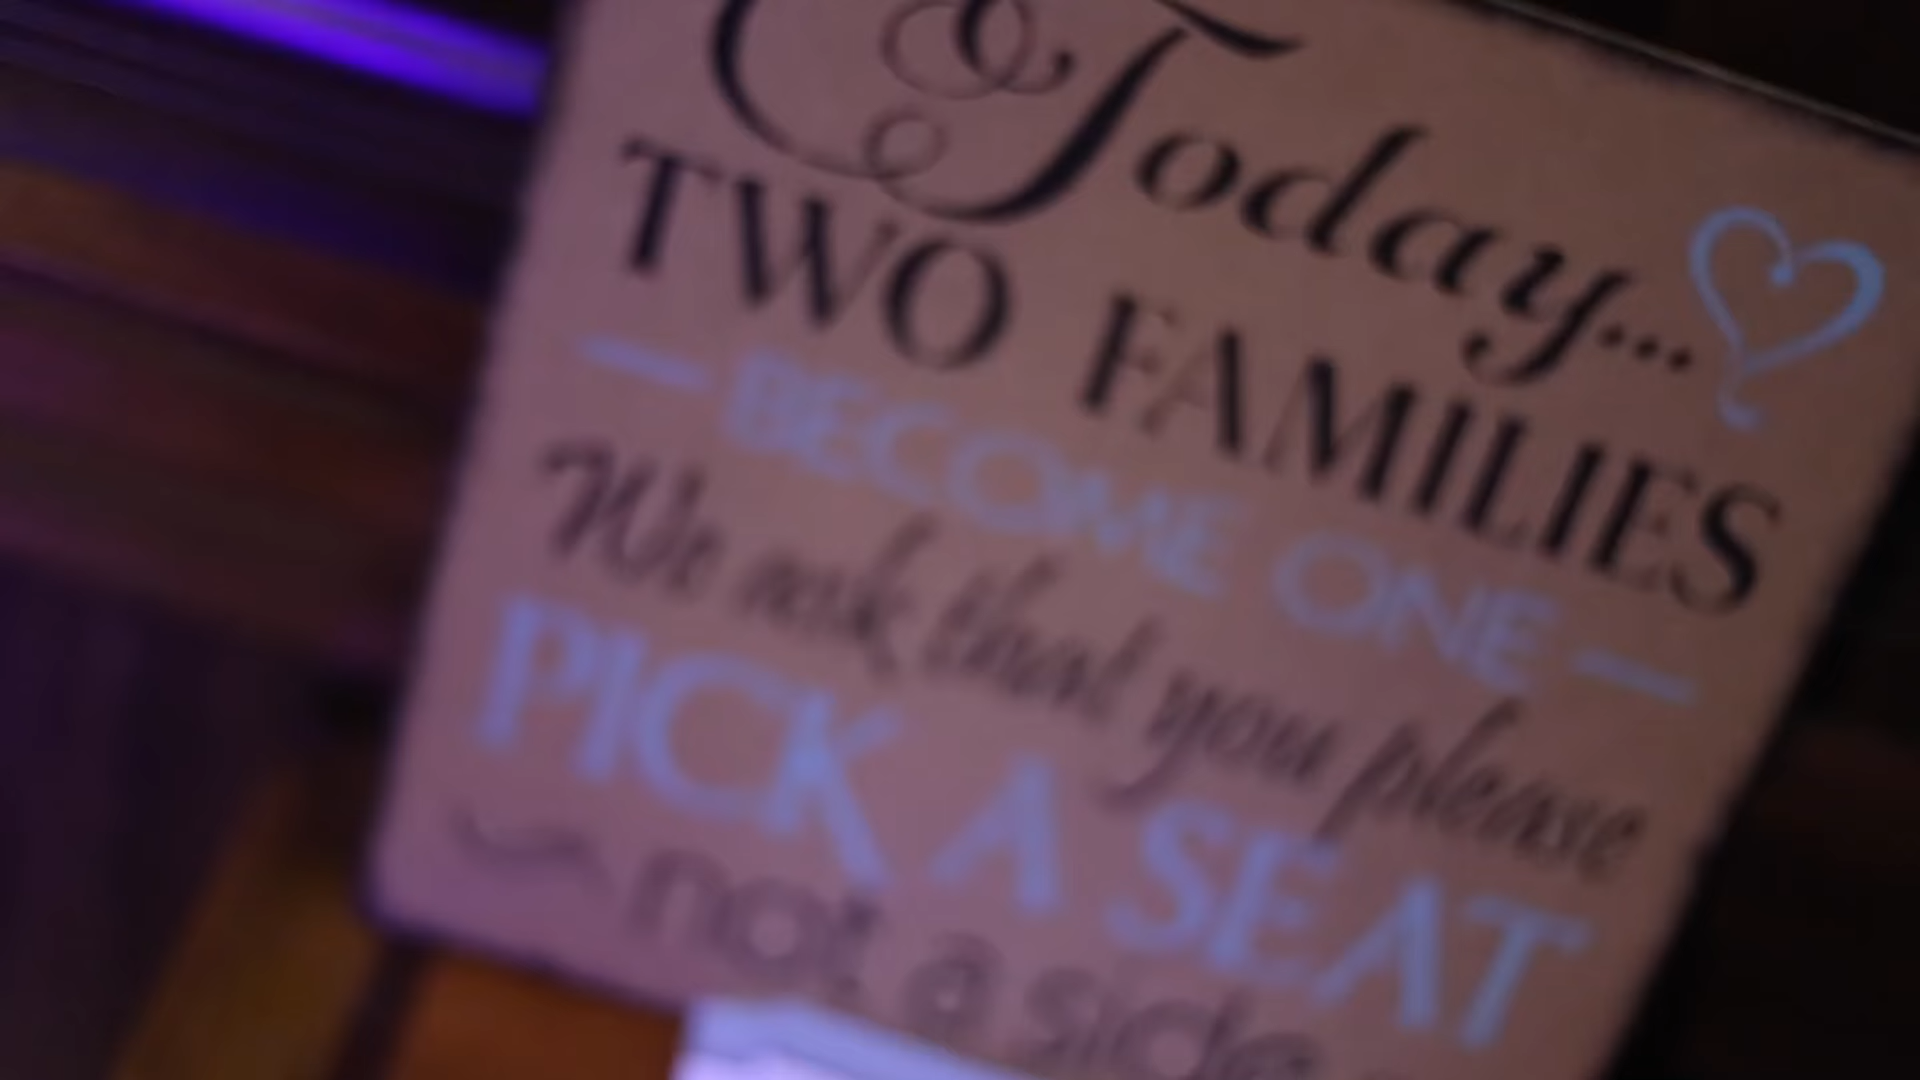 Today...
TWO FAMILIES
— BECOME ONE —
We ask that you please
PICK A SEAT
~ not a side